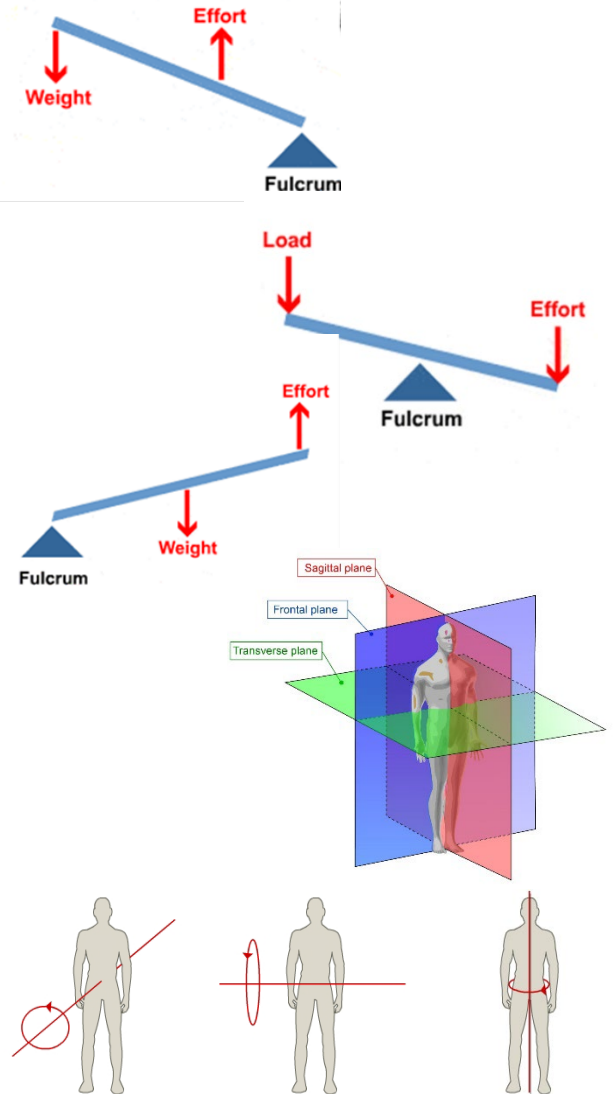 Effort
Weight
Fulcrum
Load
Effort
Fulcrum
Effort
Weight
Fulcrum
Sagittal plane
Frontal plane
Transverse plane